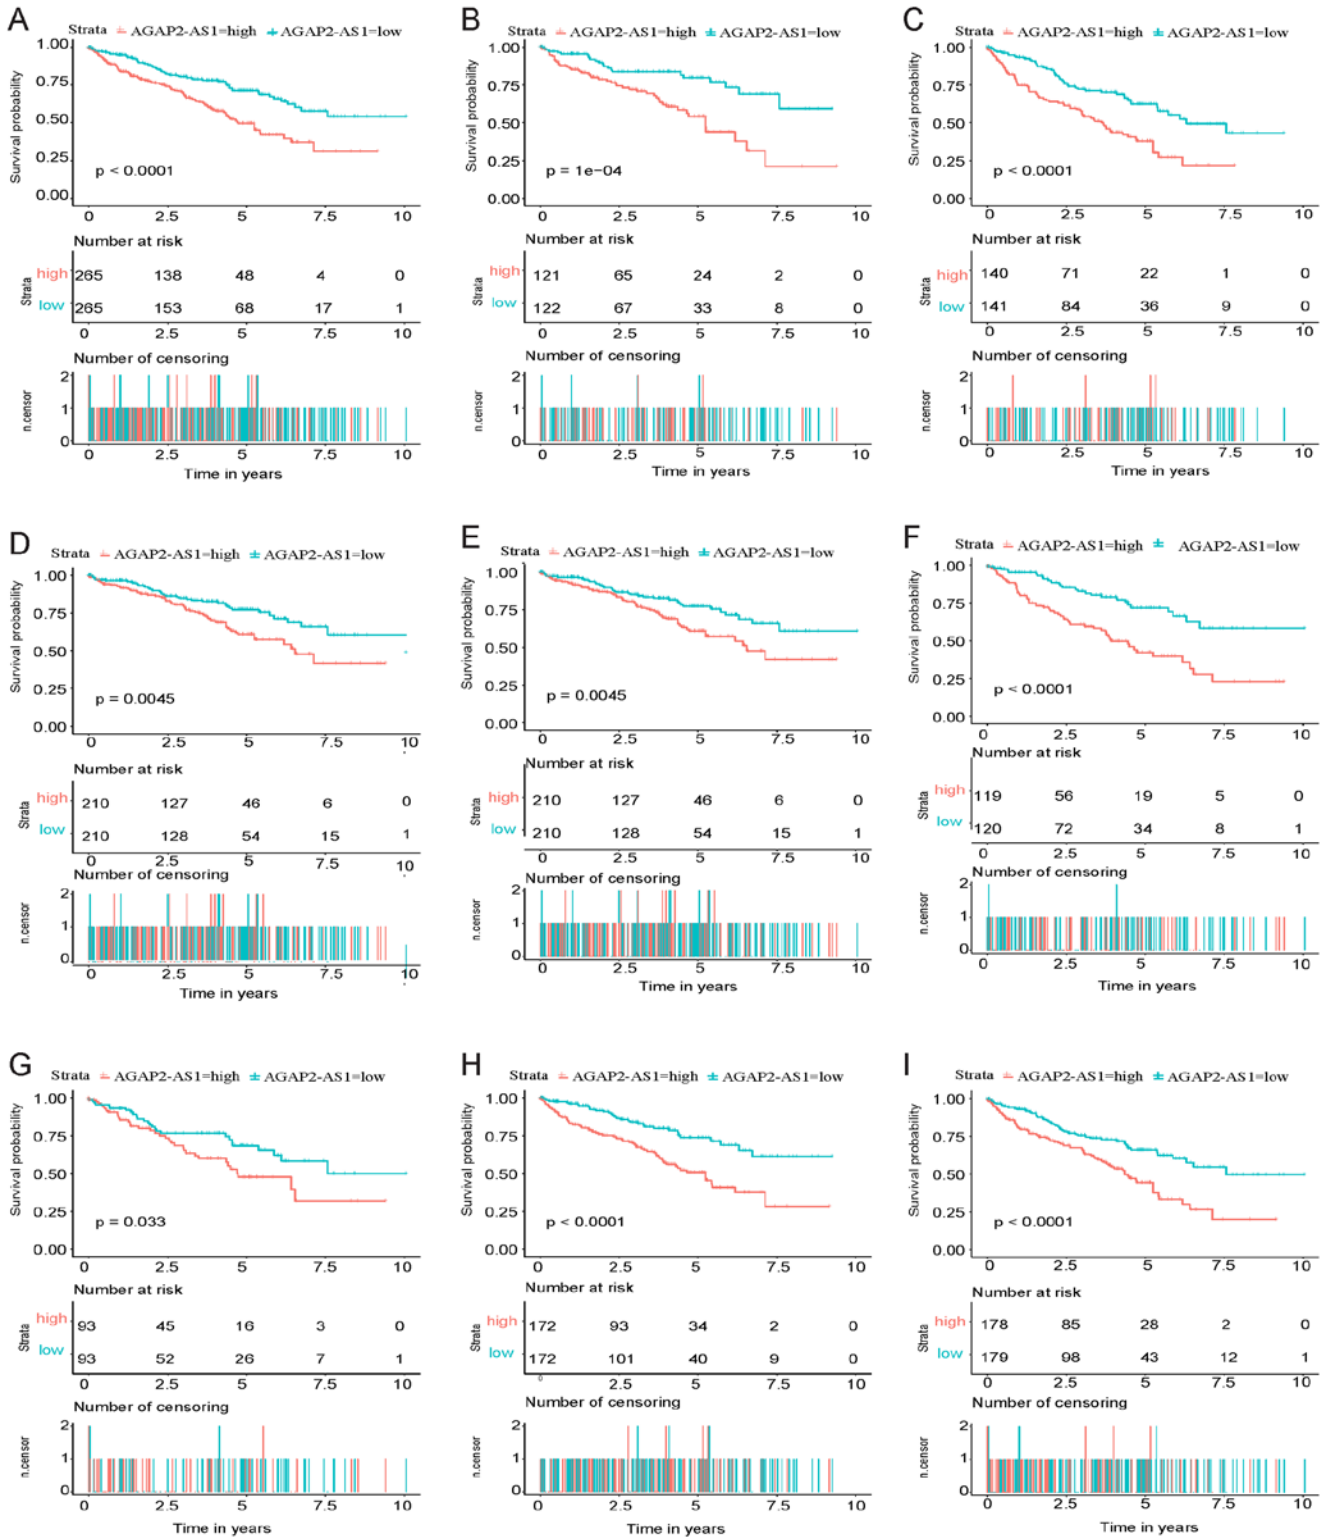 A
Strata AGAP2-AS1=high AGAP2-AS1=low
Survival probability
1.00
0.75
0.50
0.25
0.00
p < 0.0001
0 2.5 5 7.5 10
Number at risk
Strata
high 265 138 48 4 0
low 265 153 68 17 1
0 2.5 5 7.5 10
Number of censoring
n.censor
2
1
0
0 2.5 5 7.5 10
Time in years
B
Strata AGAP2-AS1=high AGAP2-AS1=low
Survival probability
1.00
0.75
0.50
0.25
0.00
p = 1e-04
0 2.5 5 7.5 10
Number at risk
Strata
high 121 65 24 2 0
low 122 67 33 8 0
0 2.5 5 7.5 10
Number of censoring
n.censor
2
1
0
0 2.5 5 7.5 10
Time in years
C
Strata AGAP2-AS1=high AGAP2-AS1=low
Survival probability
1.00
0.75
0.50
0.25
0.00
p < 0.0001
0 2.5 5 7.5 10
Number at risk
Strata
high 140 71 22 1 0
low 141 84 36 9 0
0 2.5 5 7.5 10
Number of censoring
n.censor
2
1
0
0 2.5 5 7.5 10
Time in years
D
Strata AGAP2-AS1=high AGAP2-AS1=low
Survival probability
1.00
0.75
0.50
0.25
0.00
p = 0.0045
0 2.5 5 7.5 10
Number at risk
Strata
high 210 127 46 6 0
low 210 128 54 15 1
0 2.5 5 7.5 10
Number of censoring
n.censor
2
1
0
0 2.5 5 7.5 10
Time in years
E
Strata AGAP2-AS1=high AGAP2-AS1=low
Survival probability
1.00
0.75
0.50
0.25
0.00
p = 0.0045
0 2.5 5 7.5 10
Number at risk
Strata
high 210 127 46 6 0
low 210 128 54 15 1
0 2.5 5 7.5 10
Number of censoring
n.censor
2
1
0
0 2.5 5 7.5 10
Time in years
F
Strata AGAP2-AS1=high AGAP2-AS1=low
Survival probability
1.00
0.75
0.50
0.25
0.00
p < 0.0001
0 2.5 5 7.5 10
Number at risk
Strata
high 119 56 19 5 0
low 120 72 34 8 1
0 2.5 5 7.5 10
Number of censoring
n.censor
2
1
0
0 2.5 5 7.5 10
Time in years
G
Strata AGAP2-AS1=high AGAP2-AS1=low
Survival probability
1.00
0.75
0.50
0.25
0.00
p = 0.033
0 2.5 5 7.5 10
Number at risk
Strata
high 93 45 16 3 0
low 93 52 26 7 1
0 2.5 5 7.5 10
Number of censoring
n.censor
2
1
0
0 2.5 5 7.5 10
Time in years
H
Strata AGAP2-AS1=high AGAP2-AS1=low
Survival probability
1.00
0.75
0.50
0.25
0.00
p < 0.0001
0 2.5 5 7.5 10
Number at risk
Strata
high 172 93 34 2 0
low 172 101 40 9 0
0 2.5 5 7.5 10
Number of censoring
n.censor
2
1
0
0 2.5 5 7.5 10
Time in years
I
Strata AGAP2-AS1=high AGAP2-AS1=low
Survival probability
1.00
0.75
0.50
0.25
0.00
p < 0.0001
0 2.5 5 7.5 10
Number at risk
Strata
high 178 85 28 2 0
low 179 98 43 12 1
0 2.5 5 7.5 10
Number of censoring
n.censor
2
1
0
0 2.5 5 7.5 10
Time in years